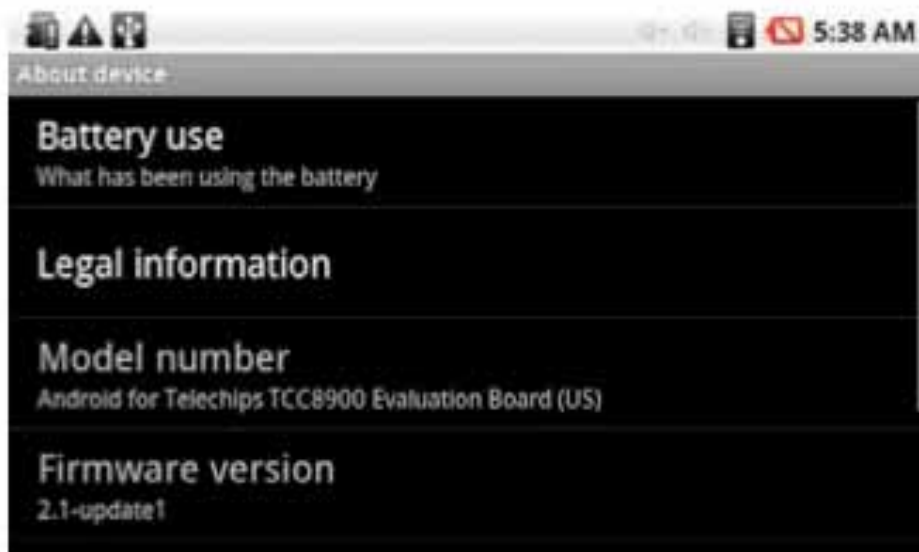 5:38 AM
About device
Battery use
What has been using the battery
Legal information
Model number
Android for Telechips TCC8900 Evaluation Board (US)
Firmware version
2.1-update1